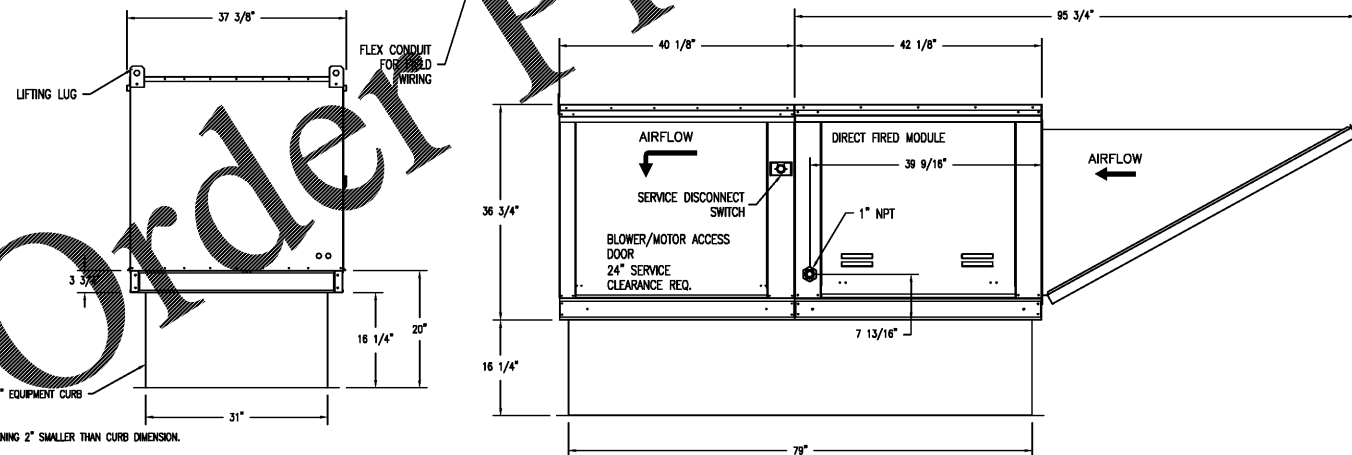 37 3/8"
95 3/4"
40 1/8"
42 1/8"
FLEX CONDUIT
FOR FIELD
WIRING
LIFTING LUG
AIRFLOW
DIRECT FIRED MODULE
39 9/16"
AIRFLOW
SERVICE DISCONNECT
SWITCH
36 3/4"
1" NPT
BLOWER/MOTOR ACCESS
DOOR
24" SERVICE
CLEARANCE REQ.
3 3/4"
16 1/4"
20"
7 13/16"
16 1/4"
" EQUIPMENT CURB
31"
NING 2" SMALLER THAN CURB DIMENSION.
79"
Order